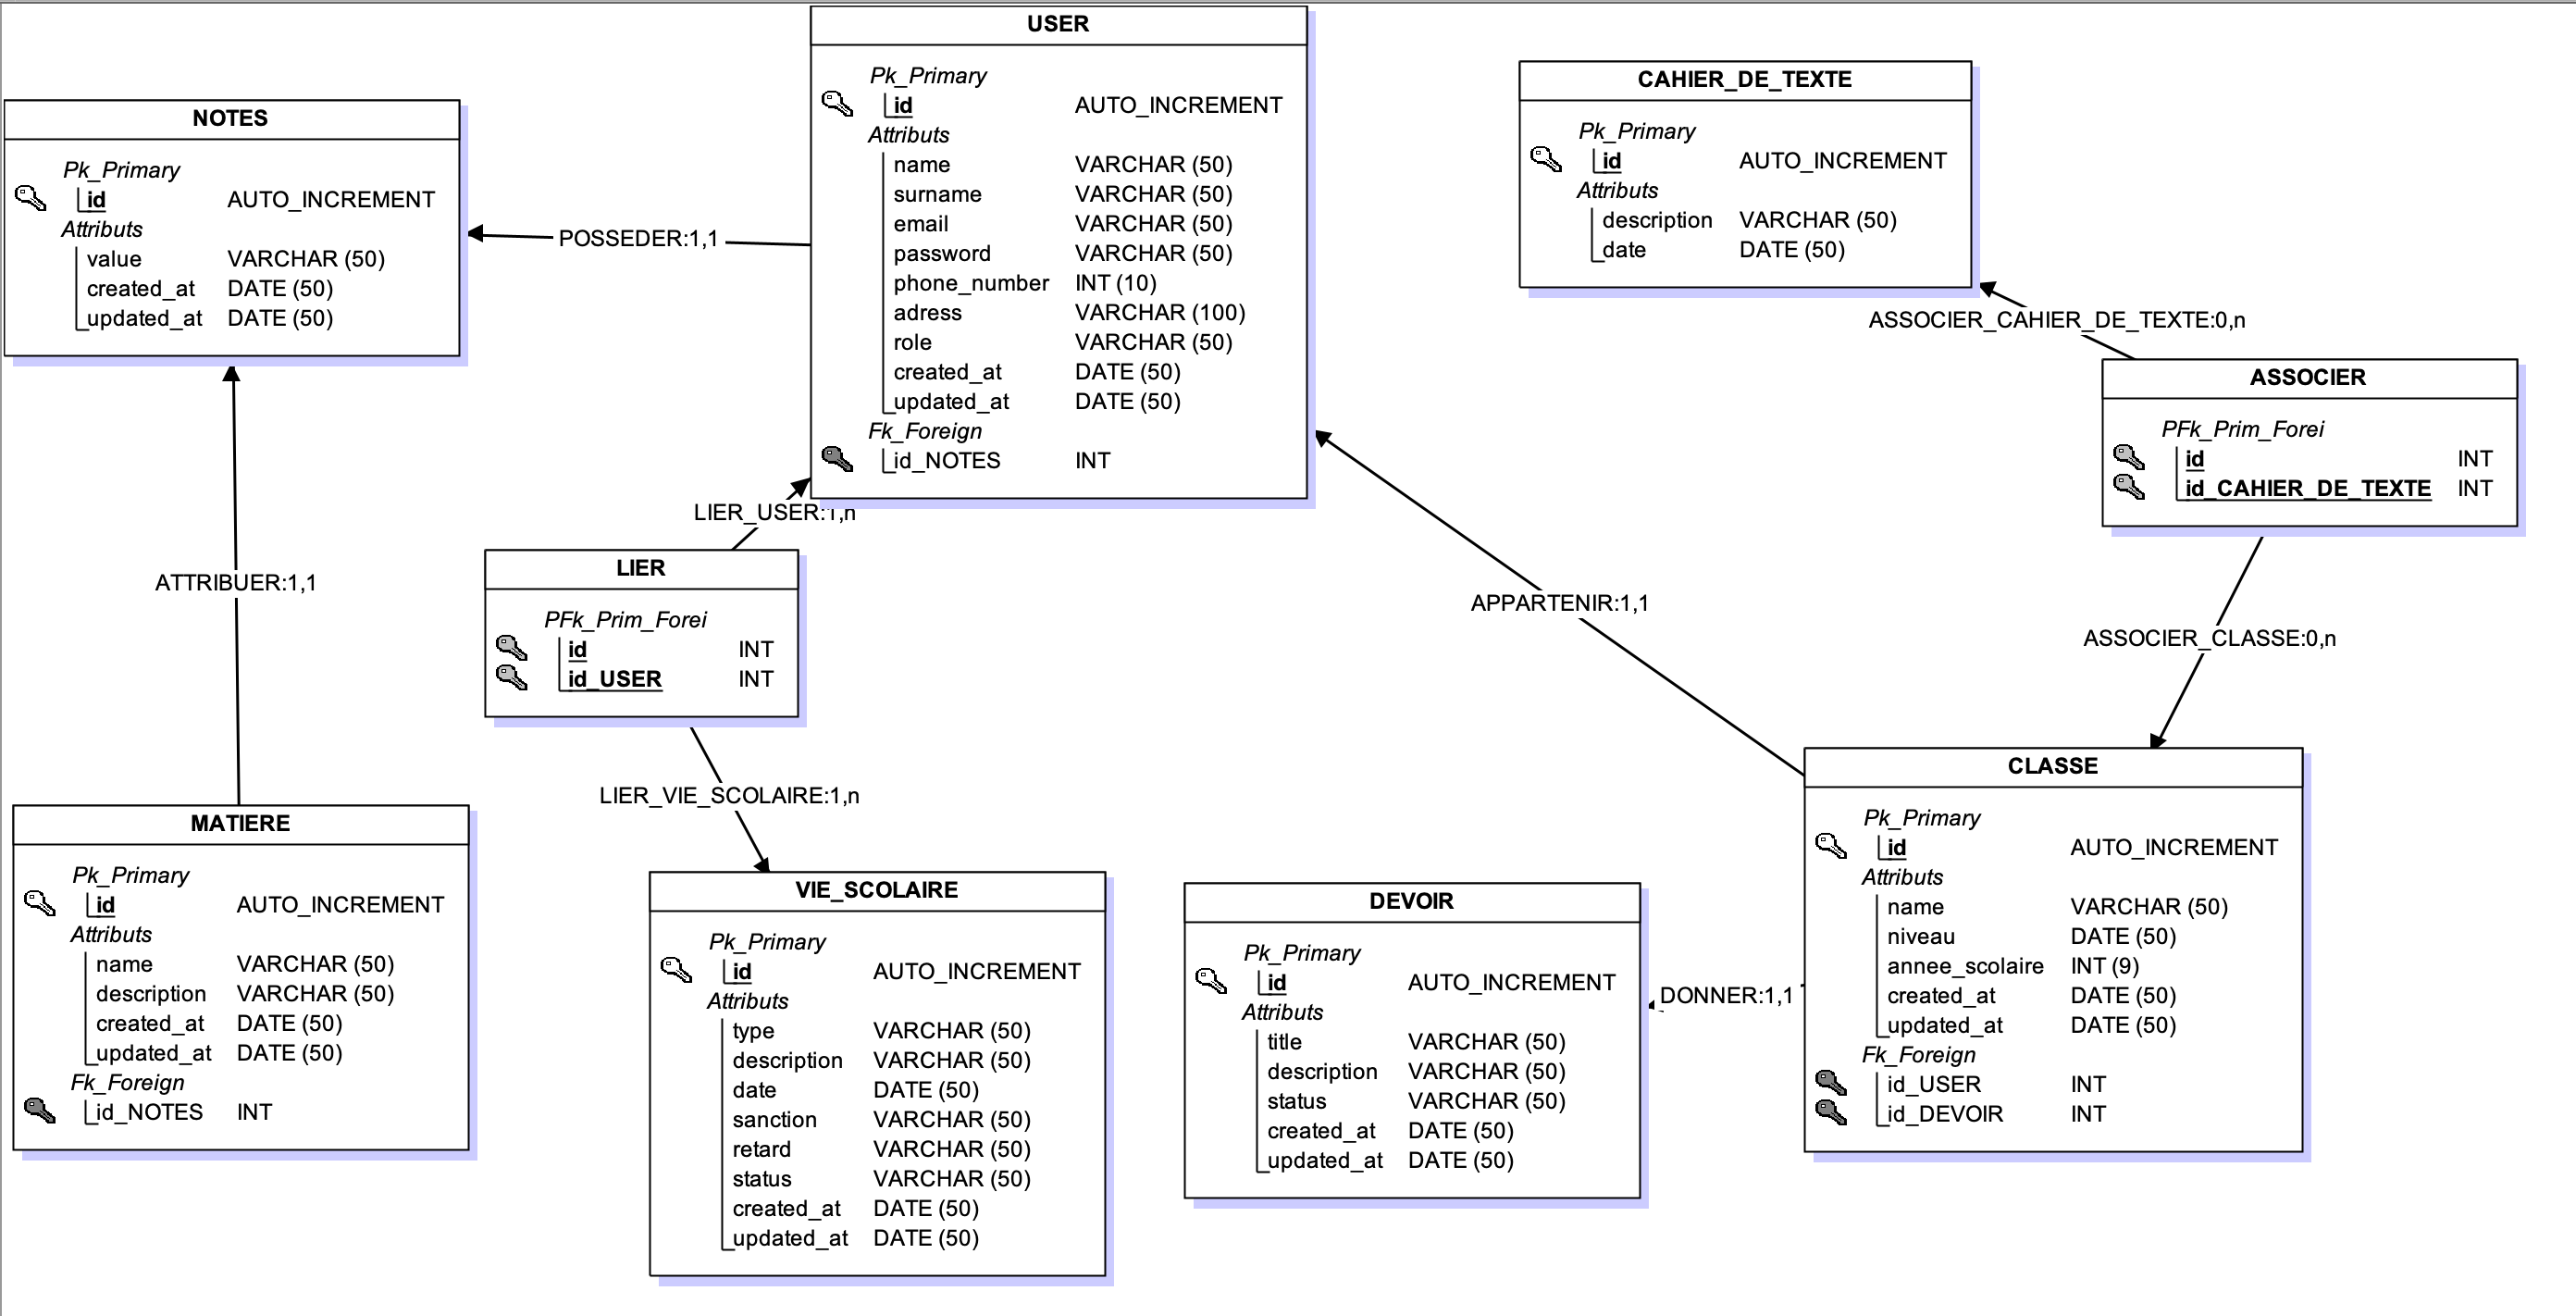 USER
Pk_Primary
id AUTO_INCREMENT
Attributs
name VARCHAR (50)
surname VARCHAR (50)
email VARCHAR (50)
password VARCHAR (50)
phone_number INT (10)
adress VARCHAR (100)
role VARCHAR (50)
created_at DATE (50)
updated_at DATE (50)
Fk_Foreign
id_NOTES INT
CAHIER_DE_TEXTE
Pk_Primary
id AUTO_INCREMENT
Attributs
description VARCHAR (50)
date DATE (50)
NOTES
Pk_Primary
id AUTO_INCREMENT
Attributs
value VARCHAR (50)
created_at DATE (50)
updated_at DATE (50)
POSSEDER:1,1
ASSOCIER_CAHIER_DE_TEXTE:0,n
ASSOCIER
PFk_Prim_Forei
id INT
id_CAHIER_DE_TEXTE INT
LIER_USER:1,n
LIER
PFk_Prim_Forei
id INT
id_USER INT
ATTRIBUER:1,1
APPARTENIR:1,1
ASSOCIER_CLASSE:0,n
LIER_VIE_SCOLAIRE:1,n
MATIERE
Pk_Primary
id AUTO_INCREMENT
Attributs
name VARCHAR (50)
description VARCHAR (50)
created_at DATE (50)
updated_at DATE (50)
Fk_Foreign
id_NOTES INT
VIE_SCOLAIRE
Pk_Primary
id AUTO_INCREMENT
Attributs
type VARCHAR (50)
description VARCHAR (50)
date DATE (50)
sanction VARCHAR (50)
retard VARCHAR (50)
status VARCHAR (50)
created_at DATE (50)
updated_at DATE (50)
DEVOIR
Pk_Primary
id AUTO_INCREMENT
Attributs
title VARCHAR (50)
description VARCHAR (50)
status VARCHAR (50)
created_at DATE (50)
updated_at DATE (50)
DONNER:1,1
CLASSE
Pk_Primary
id AUTO_INCREMENT
Attributs
name VARCHAR (50)
niveau DATE (50)
annee_scolaire INT (9)
created_at DATE (50)
updated_at DATE (50)
Fk_Foreign
id_USER INT
id_DEVOIR INT